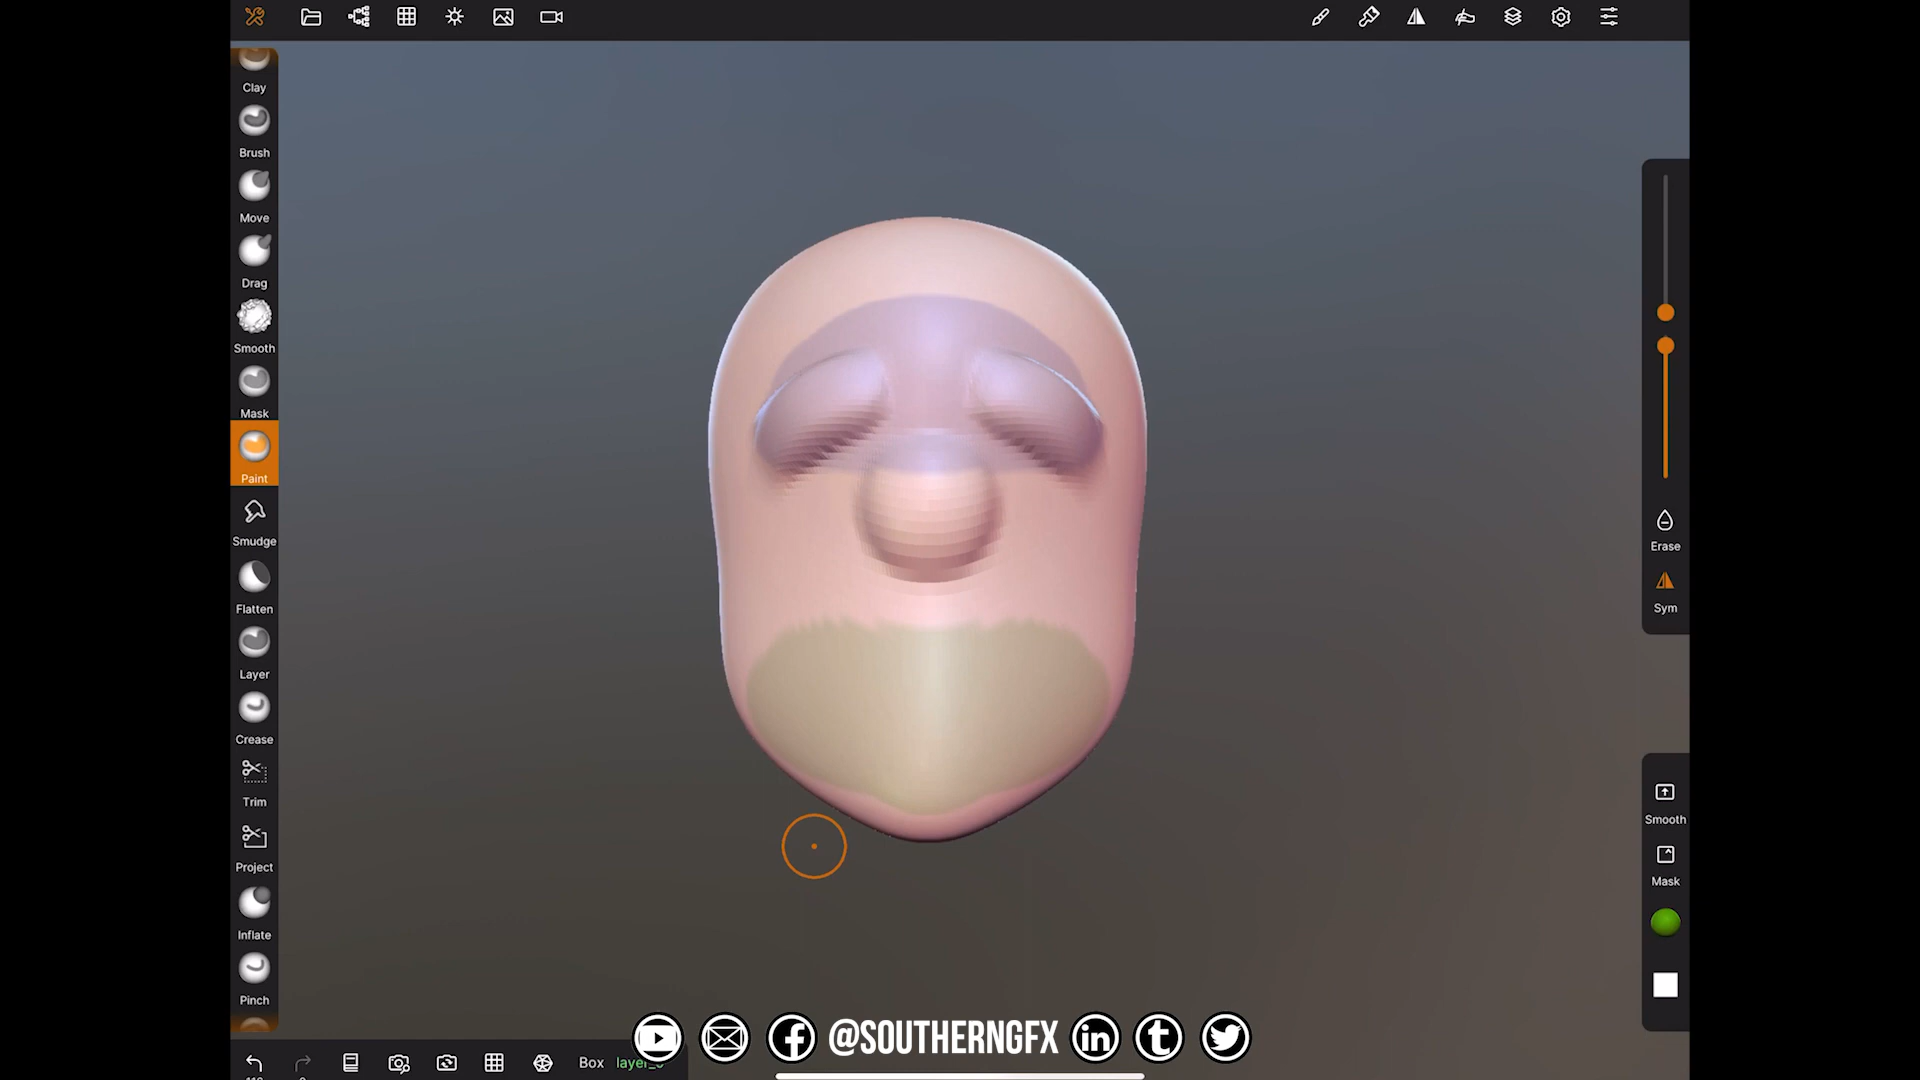 Clay
Brush
Move
Drag
Smooth
Mask
Paint
Smudge
Flatten
Layer
Crease
Trim
Project
Inflate
Pinch
Erase
Sym
Smooth
Mask
@SOUTHERNGFX
Box